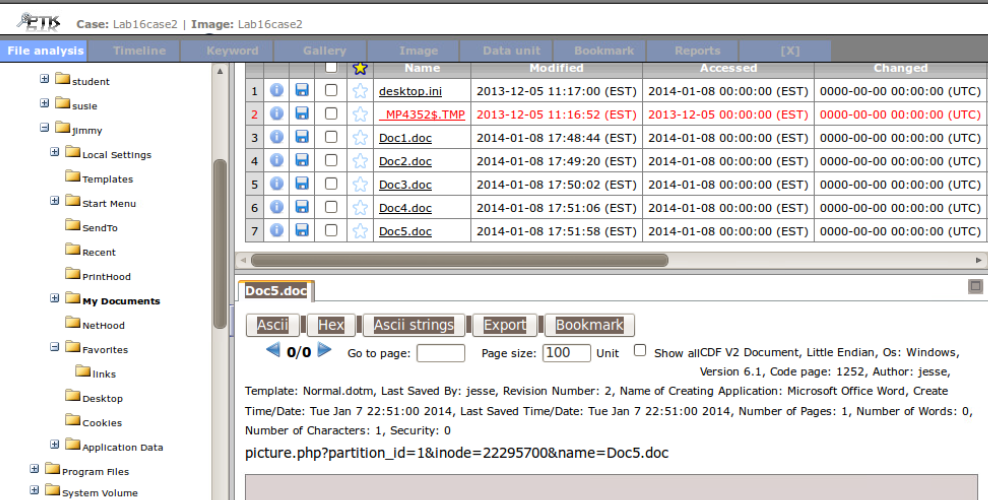 PTK Case: Lab16case2 | Image: Lab16case2
File analysis Timeline Keyword Gallery Image Data unit Bookmark Reports [X]
student
susie
jimmy
Local Settings
Templates
Start Menu
SendTo
Recent
PrintHood
My Documents
NetHood
Favorites
links
Desktop
Cookies
Application Data
Program Files
System Volume
Name Modified Accessed Changed
1 desktop.ini 2013-12-05 11:17:00 (EST) 2014-01-08 00:00:00 (EST) 0000-00-00 00:00:00 (UTC)
2 _MP4352$.TMP 2013-12-05 11:16:52 (EST) 2013-12-05 00:00:00 (EST) 0000-00-00 00:00:00 (UTC)
3 Doc1.doc 2014-01-08 17:48:44 (EST) 2014-01-08 00:00:00 (EST) 0000-00-00 00:00:00 (UTC)
4 Doc2.doc 2014-01-08 17:49:20 (EST) 2014-01-08 00:00:00 (EST) 0000-00-00 00:00:00 (UTC)
5 Doc3.doc 2014-01-08 17:50:02 (EST) 2014-01-08 00:00:00 (EST) 0000-00-00 00:00:00 (UTC)
6 Doc4.doc 2014-01-08 17:51:06 (EST) 2014-01-08 00:00:00 (EST) 0000-00-00 00:00:00 (UTC)
7 Doc5.doc 2014-01-08 17:51:58 (EST) 2014-01-08 00:00:00 (EST) 0000-00-00 00:00:00 (UTC)
Doc5.doc
Ascii Hex Ascii strings Export Bookmark
0/0 Go to page: Page size: 100 Unit Show allCDF V2 Document, Little Endian, Os: Windows,
Version 6.1, Code page: 1252, Author: jesse,
Template: Normal.dotm, Last Saved By: jesse, Revision Number: 2, Name of Creating Application: Microsoft Office Word, Create
Time/Date: Tue Jan 7 22:51:00 2014, Last Saved Time/Date: Tue Jan 7 22:51:00 2014, Number of Pages: 1, Number of Words: 0,
Number of Characters: 1, Security: 0
picture.php?partition_id=1&inode=22295700&name=Doc5.doc